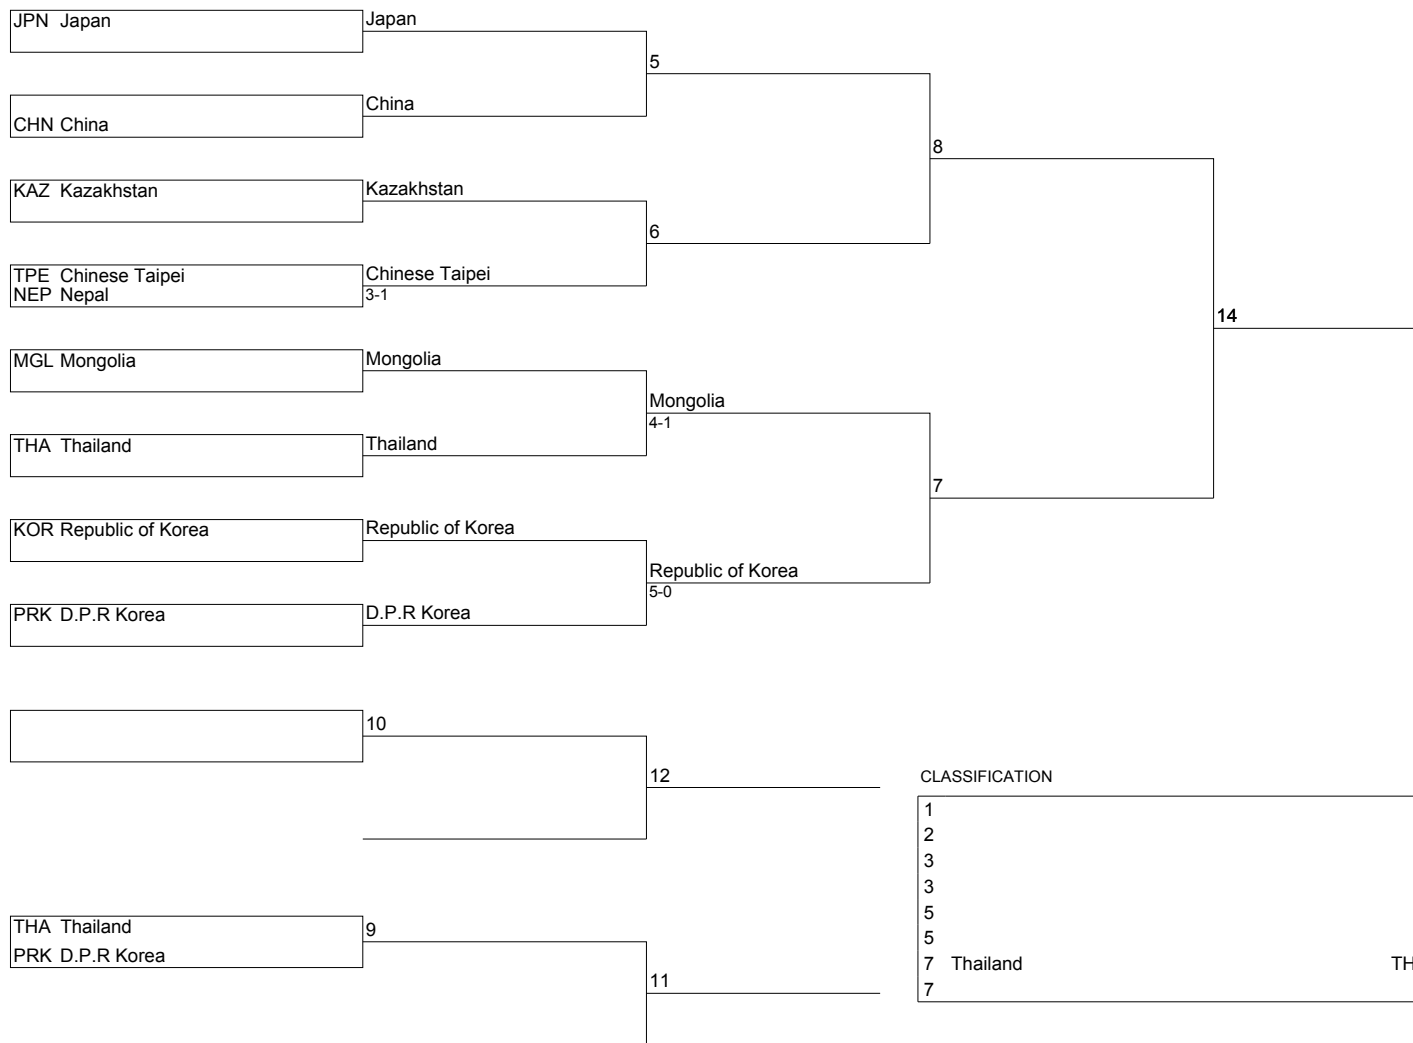 JPN Japan
Japan
5
China
CHN China
8
KAZ Kazakhstan
Kazakhstan
6
TPE Chinese Taipei
Chinese Taipei
NEP Nepal
3-1
14
MGL Mongolia
Mongolia
Mongolia
4-1
THA Thailand
Thailand
7
KOR Republic of Korea
Republic of Korea
Republic of Korea
5-0
PRK D.P.R Korea
D.P.R Korea
10
12
CLASSIFICATION
1
2
3
3
5
5
7 Thailand TH
7
THA Thailand
9
PRK D.P.R Korea
11